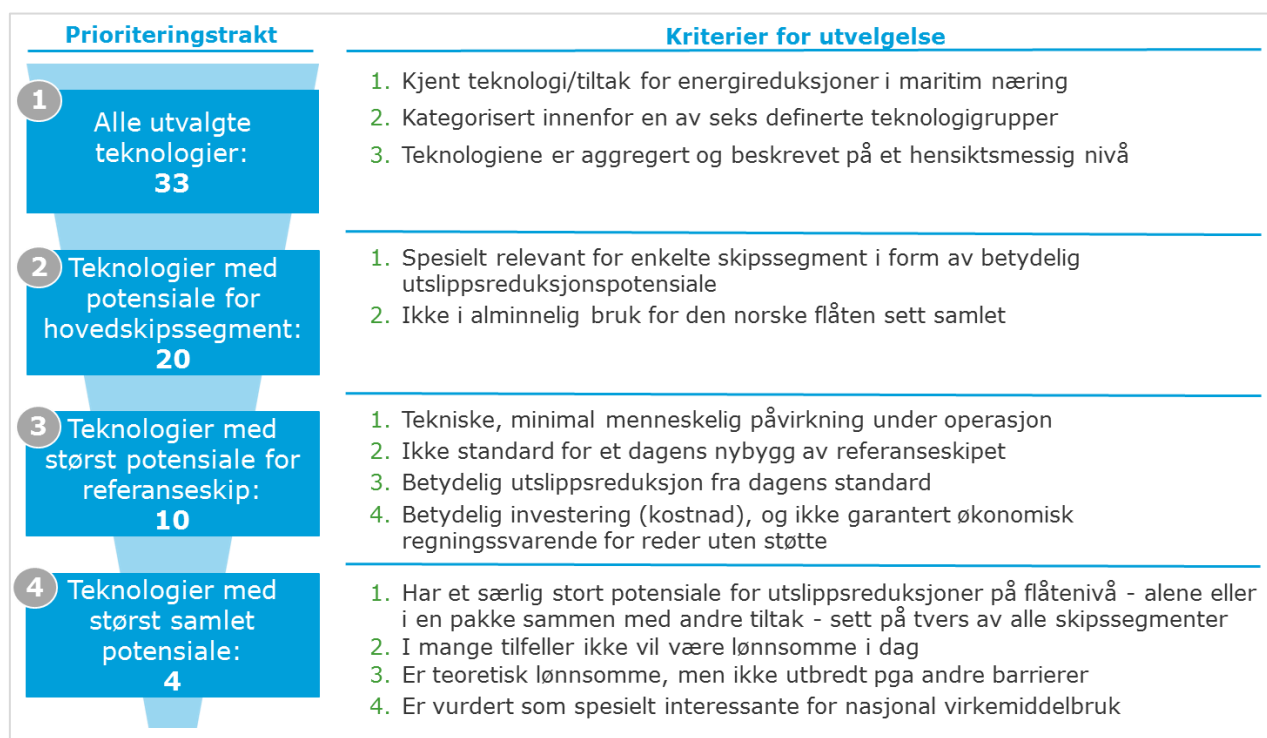 Prioriteringstrakt
Kriterier for utvelgelse
1
Alle utvalgte
teknologier:
33
1. Kjent teknologi/tiltak for energireduksjoner i maritim næring
2. Kategorisert innenfor en av seks definerte teknologigrupper
3. Teknologiene er aggregert og beskrevet på et hensiktsmessig nivå
2
Teknologier med
potensiale for
hovedskipssegment:
20
1. Spesielt relevant for enkelte skipssegment i form av betydelig
utslippsreduksjonspotensiale
2. Ikke i alminnelig bruk for den norske flåten sett samlet
3
Teknologier med
størst potensiale for
referanseskip:
10
1. Tekniske, minimal menneskelig påvirkning under operasjon
2. Ikke standard for et dagens nybygg av referanseskipet
3. Betydelig utslippsreduksjon fra dagens standard
4. Betydelig investering (kostnad), og ikke garantert økonomisk
regningssvarende for reder uten støtte
4
Teknologier med
størst samlet
potensiale:
4
1. Har et særlig stort potensiale for utslippsreduksjoner på flåtenivå - alene eller
i en pakke sammen med andre tiltak - sett på tvers av alle skipssegmenter
2. I mange tilfeller ikke vil være lønnsomme i dag
3. Er teoretisk lønnsomme, men ikke utbredt pga andre barrierer
4. Er vurdert som spesielt interessante for nasjonal virkemiddelbruk